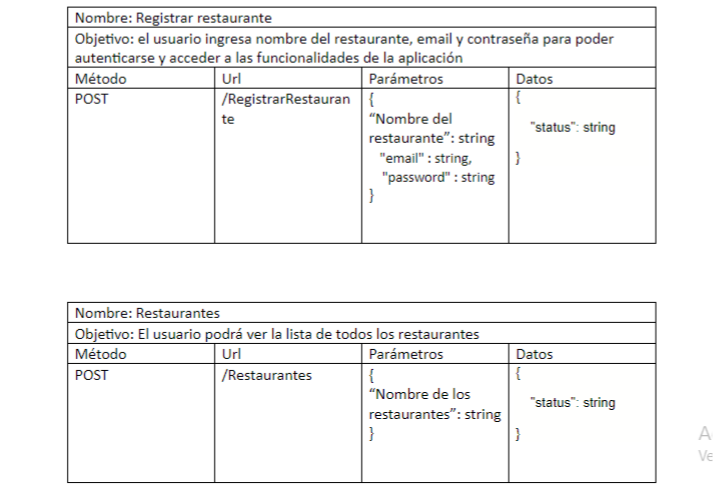 Nombre: Registrar restaurante
Objetivo: el usuario ingresa nombre del restaurante, email y contraseña para poder
autenticarse y acceder a las funcionalidades de la aplicación
Método Url Parámetros Datos
POST
/RegistrarRestauran
te
{
“Nombre del
restaurante”: string
"email" : string,
"password" : string
}
{
"status": string
}
Nombre: Restaurantes
Objetivo: El usuario podrá ver la lista de todos los restaurantes
Método Url Parámetros Datos
POST
/Restaurantes
{
“Nombre de los
restaurantes”: string
}
{
"status": string
}
A
Ve